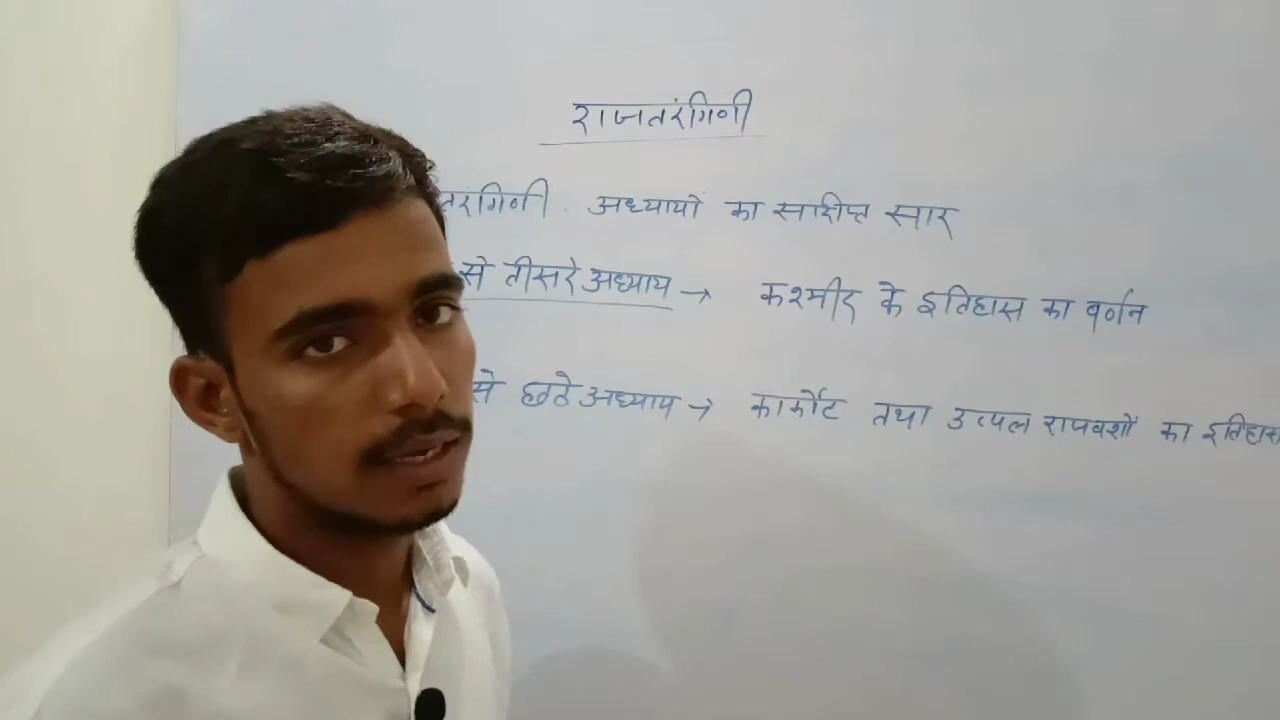 राजतरंगिणी
तरंगिणी. अध्यायों का सांक्षिप्त सार
से तीसरे अध्याय → कश्मीर के इतिहास का वर्णन
से छठे अध्याय → कार्कोट तथा उत्पल राजवंशों का इतिहास